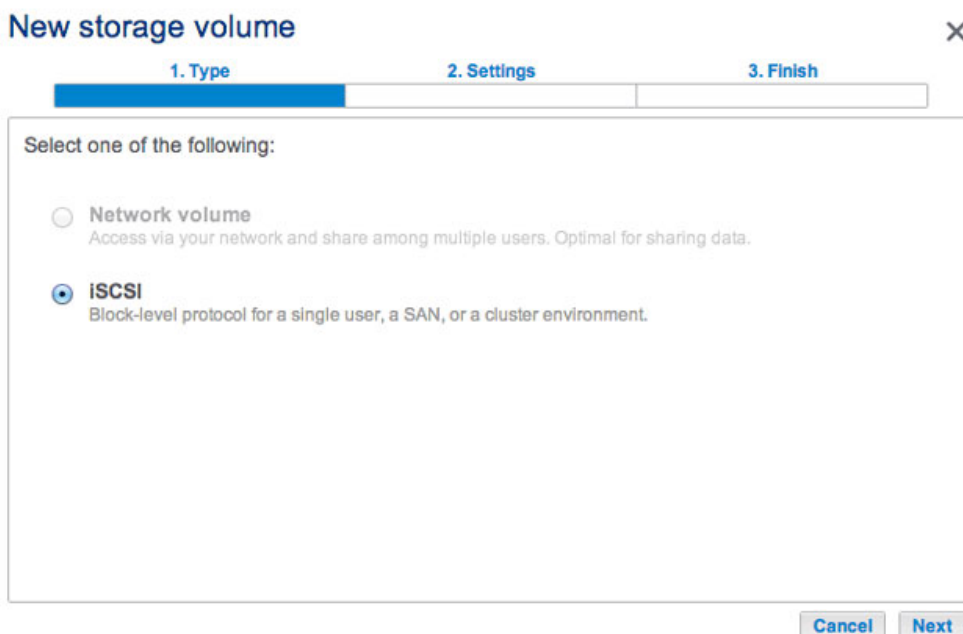 New storage volume
1. Type
2. Settings
3. Finish
Select one of the following:
Network volume
Access via your network and share among multiple users. Optimal for sharing data.
iSCSI
Block-level protocol for a single user, a SAN, or a cluster environment.
Cancel
Next